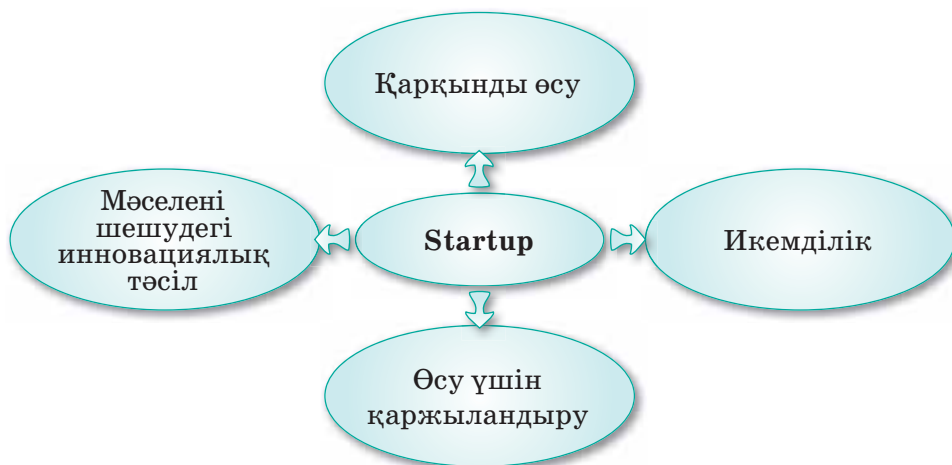 Қарқынды өсу
Мәселені
шешудегі
инновациялық
тәсіл
Startup
Икемділік
Өсу үшін
қаржыландыру